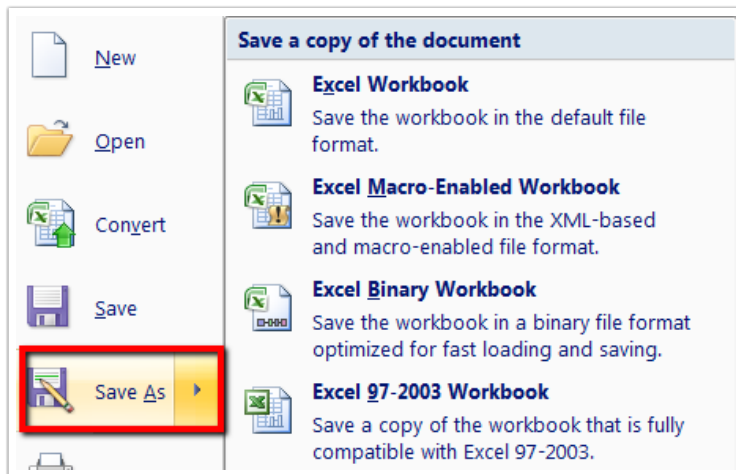 New
Open
Convert
Save
Save As
Save a copy of the document
Excel Workbook
Save the workbook in the default file
format.
Excel Macro-Enabled Workbook
Save the workbook in the XML-based
and macro-enabled file format.
Excel Binary Workbook
Save the workbook in a binary file format
optimized for fast loading and saving.
Excel 97-2003 Workbook
Save a copy of the workbook that is fully
compatible with Excel 97-2003.